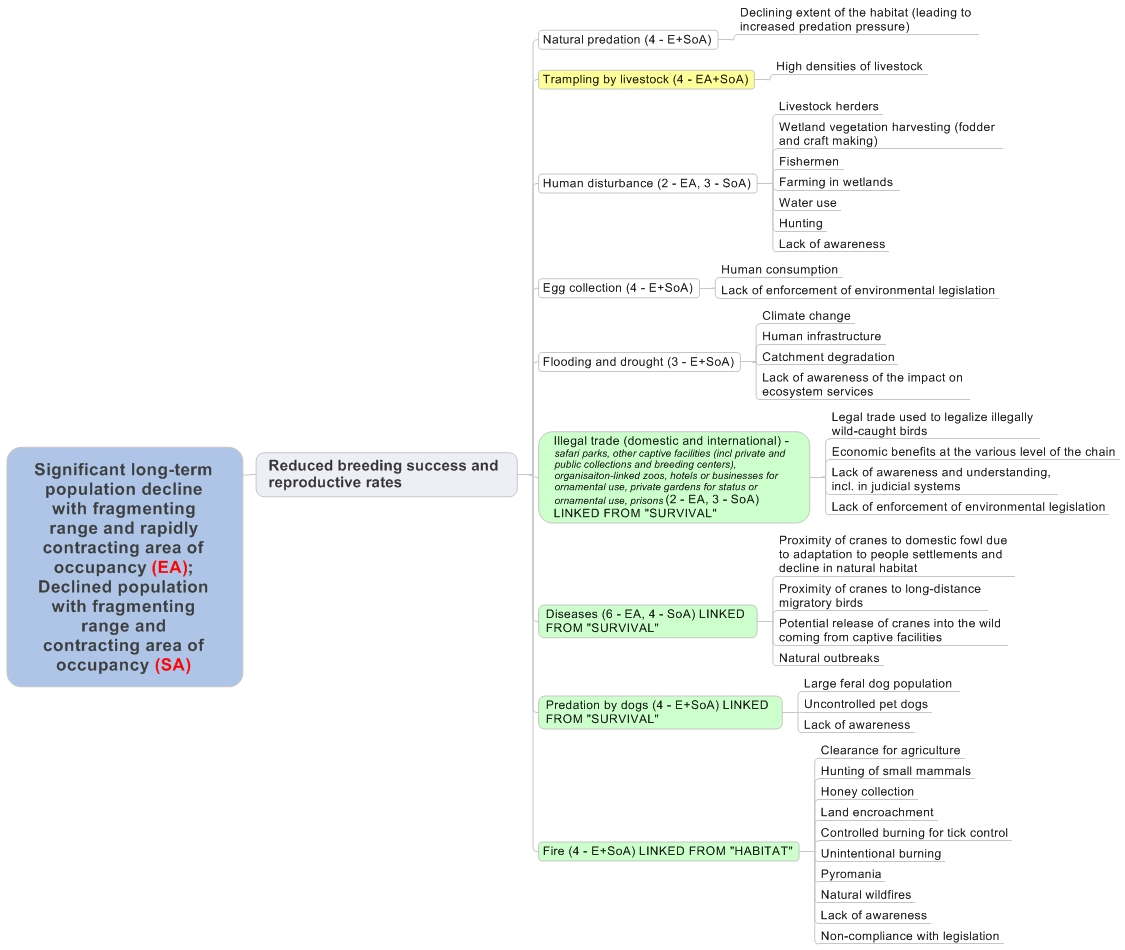 Significant long-term
population decline
with fragmenting
range and rapidly
contracting area of
occupancy (EA);
Declined population
with fragmenting
range and
contracting area of
occupancy (SA)
Reduced breeding success and
reproductive rates
Natural predation (4 - E+SoA)
Declining extent of the habitat (leading to
increased predation pressure)
Trampling by livestock (4 - EA+SoA)
High densities of livestock
Human disturbance (2 - EA, 3 - SoA)
Livestock herders
Wetland vegetation harvesting (fodder
and craft making)
Fishermen
Farming in wetlands
Water use
Hunting
Lack of awareness
Egg collection (4 - E+SoA)
Human consumption
Lack of enforcement of environmental legislation
Flooding and drought (3 - E+SoA)
Climate change
Human infrastructure
Catchment degradation
Lack of awareness of the impact on
ecosystem services
Illegal trade (domestic and international) -
safari parks, other captive facilities (incl private and
public collections and breeding centers),
organisaiton-linked zoos, hotels or businesses for
ornamental use, private gardens for status or
ornamental use, prisons (2 - EA, 3 - SoA)
LINKED FROM "SURVIVAL"
Legal trade used to legalize illegally
wild-caught birds
Economic benefits at the various level of the chain
Lack of awareness and understanding,
incl. in judicial systems
Lack of enforcement of environmental legislation
Diseases (6 - EA, 4 - SoA) LINKED
FROM "SURVIVAL"
Proximity of cranes to domestic fowl due
to adaptation to people settlements and
decline in natural habitat
Proximity of cranes to long-distance
migratory birds
Potential release of cranes into the wild
coming from captive facilities
Natural outbreaks
Predation by dogs (4 - E+SoA) LINKED
FROM "SURVIVAL"
Large feral dog population
Uncontrolled pet dogs
Lack of awareness
Fire (4 - E+SoA) LINKED FROM "HABITAT"
Clearance for agriculture
Hunting of small mammals
Honey collection
Land encroachment
Controlled burning for tick control
Unintentional burning
Pyromania
Natural wildfires
Lack of awareness
Non-compliance with legislation